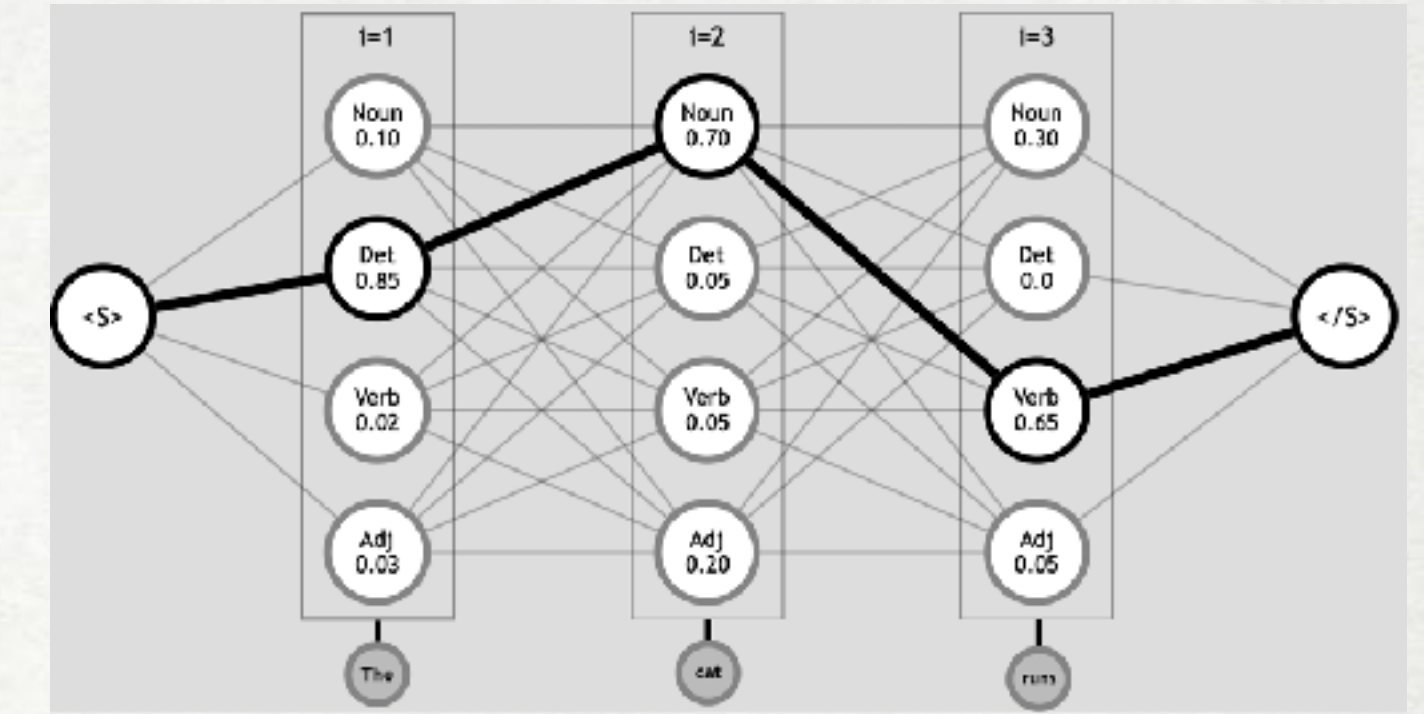 i=1
i=2
i=3
Noun
0.10
Noun
0.70
Noun
0.30
Det
0.85
Det
0.05
Det
0.0
<S>
</S>
Verb
0.02
Verb
0.05
Verb
0.65
Adj
0.03
Adj
0.20
Adj
0.05
The
cat
runs